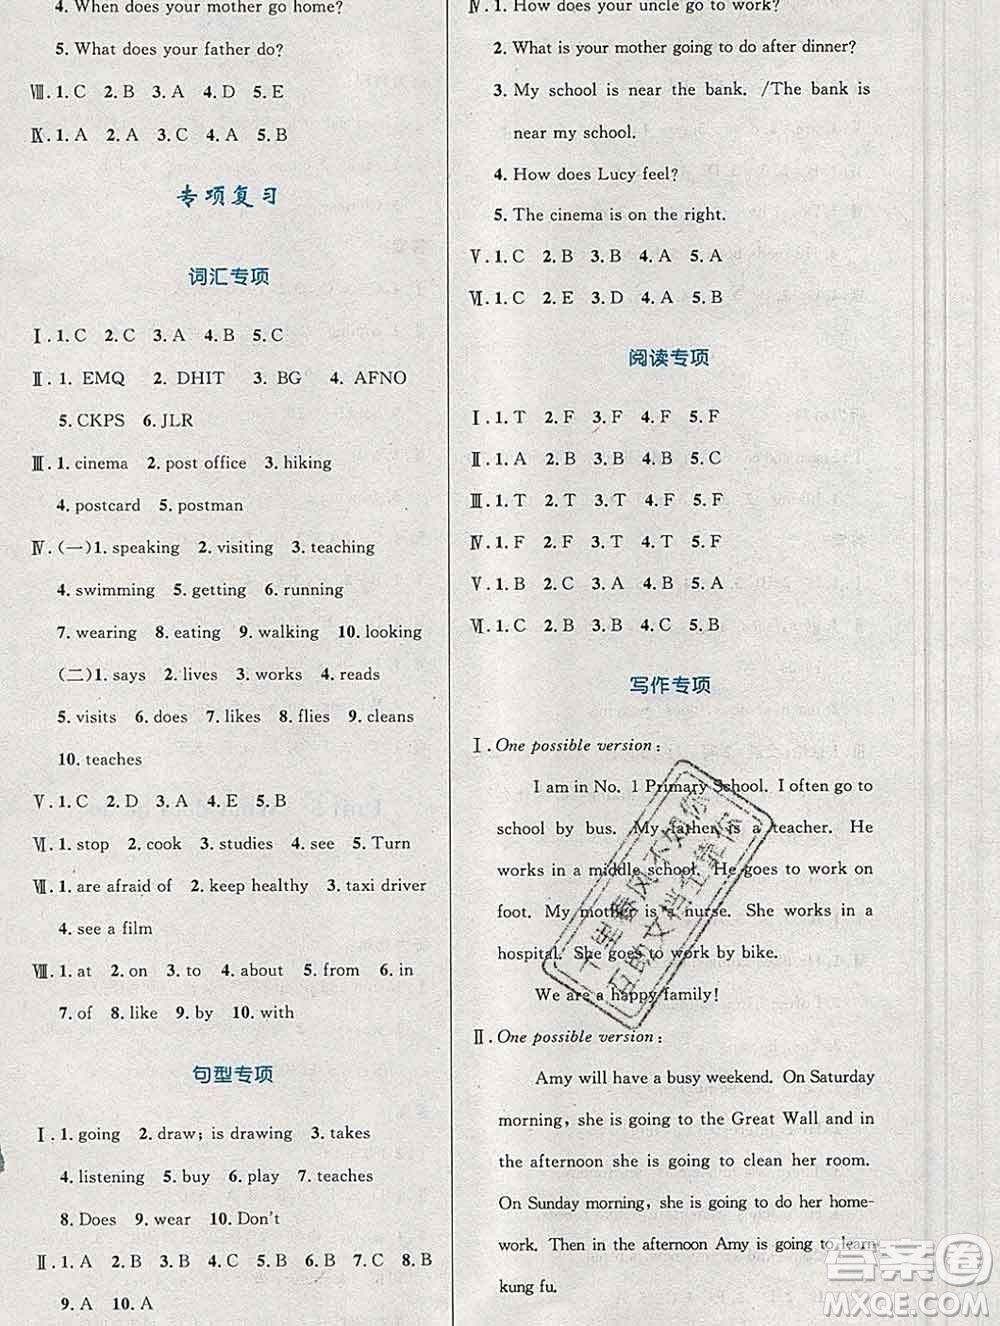 4. When does your mother go home?
5. What does your father do?
Ⅷ. 1. C 2. B 3. A 4. D 5. E
Ⅸ. 1. A 2. A 3. C 4. A 5. B
专项复习
词汇专项
Ⅰ. 1. C 2. C 3. A 4. B 5. C
Ⅱ. 1. EMQ 2. DHIT 3. BG 4. AFNO
5. CKPS 6. JLR
Ⅲ. 1. cinema 2. post office 3. hiking
4. postcard 5. postman
Ⅳ. (一)1. speaking 2. visiting 3. teaching
4. swimming 5. getting 6. running
7. wearing 8. eating 9. walking 10. looking
(二)1. says 2. lives 3. works 4. reads
5. visits 6. does 7. likes 8. flies 9. cleans
10. teaches
Ⅴ. 1. C 2. D 3. A 4. E 5. B
Ⅵ. 1. stop 2. cook 3. studies 4. see 5. Turn
Ⅶ. 1. are afraid of 2. keep healthy 3. taxi driver
4. see a film
Ⅷ. 1. at 2. on 3. to 4. about 5. from 6. in
7. of 8. like 9. by 10. with
句型专项
Ⅰ. 1. going 2. draw; is drawing 3. takes
4. listening 5. buy 6. play 7. teaches
8. Does 9. wear 10. Don't
Ⅱ. 1. A 2. B 3. B 4. A 5. B 6. B 7. C 8. B
9. A 10. A
Ⅳ. 1. How does your uncle go to work?
2. What is your mother going to do after dinner?
3. My school is near the bank. /The bank is
near my school.
4. How does Lucy feel?
5. The cinema is on the right.
Ⅴ. 1. C 2. B 3. B 4. A 5. A
Ⅵ. 1. C 2. E 3. D 4. A 5. B
阅读专项
Ⅰ. 1. T 2. F 3. F 4. F 5. F
Ⅱ. 1. A 2. B 3. B 4. B 5. C
Ⅲ. 1. T 2. T 3. T 4. F 5. F
Ⅳ. 1. F 2. F 3. T 4. F 5. F
Ⅴ. 1. B 2. C 3. A 4. B 5. A
Ⅵ. 1. C 2. B 3. A 4. C 5. B
写作专项
Ⅰ. One possible version:
I am in No. 1 Primary School. I often go to
school by bus. My father is a teacher. He
works in a middle school. He goes to work on
foot. My mother is a nurse. She works in a
hospital. She goes to work by bike.
We are a happy family!
Ⅱ. One possible version:
Amy will have a busy weekend. On Saturday
morning, she is going to the Great Wall and in
the afternoon she is going to clean her room.
On Sunday morning, she is going to do her home-
work. Then in the afternoon Amy is going to learn
kung fu.
千里春风不如你
互助文档全靠你
答案圈
MXQE.COM